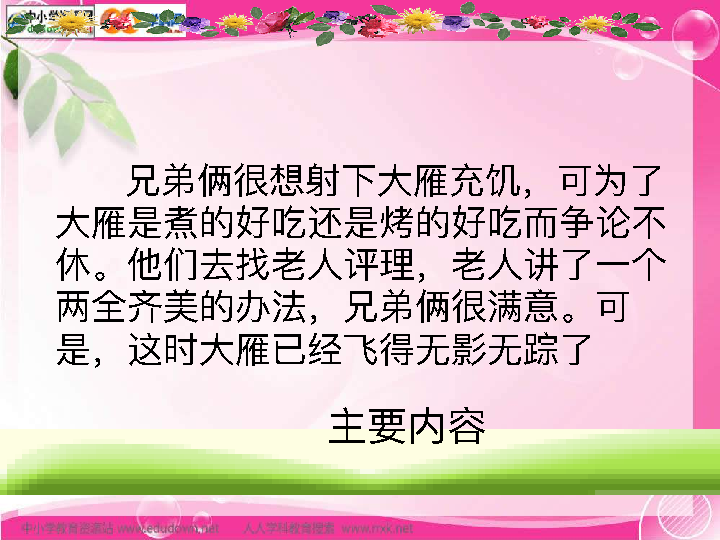 中小学
兄弟俩很想射下大雁充饥，可为了
大雁是煮的好吃还是烤的好吃而争论不
休。他们去找老人评理，老人讲了一个
两全齐美的办法，兄弟俩很满意。可
是，这时大雁已经飞得无影无踪了
主要内容
中小学教育资源站 www.edudown.net 人人学科教育搜索 www.rrxk.net